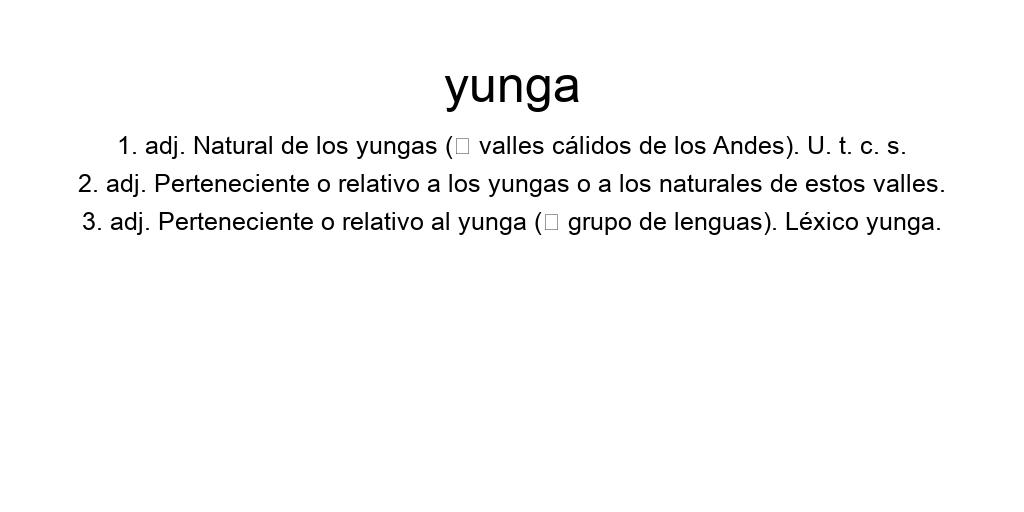 yunga
1. adj. Natural de los yungas (▯ valles cálidos de los Andes). U. t. c. s.
2. adj. Perteneciente o relativo a los yungas o a los naturales de estos valles.
3. adj. Perteneciente o relativo al yunga (▯ grupo de lenguas). Léxico yunga.